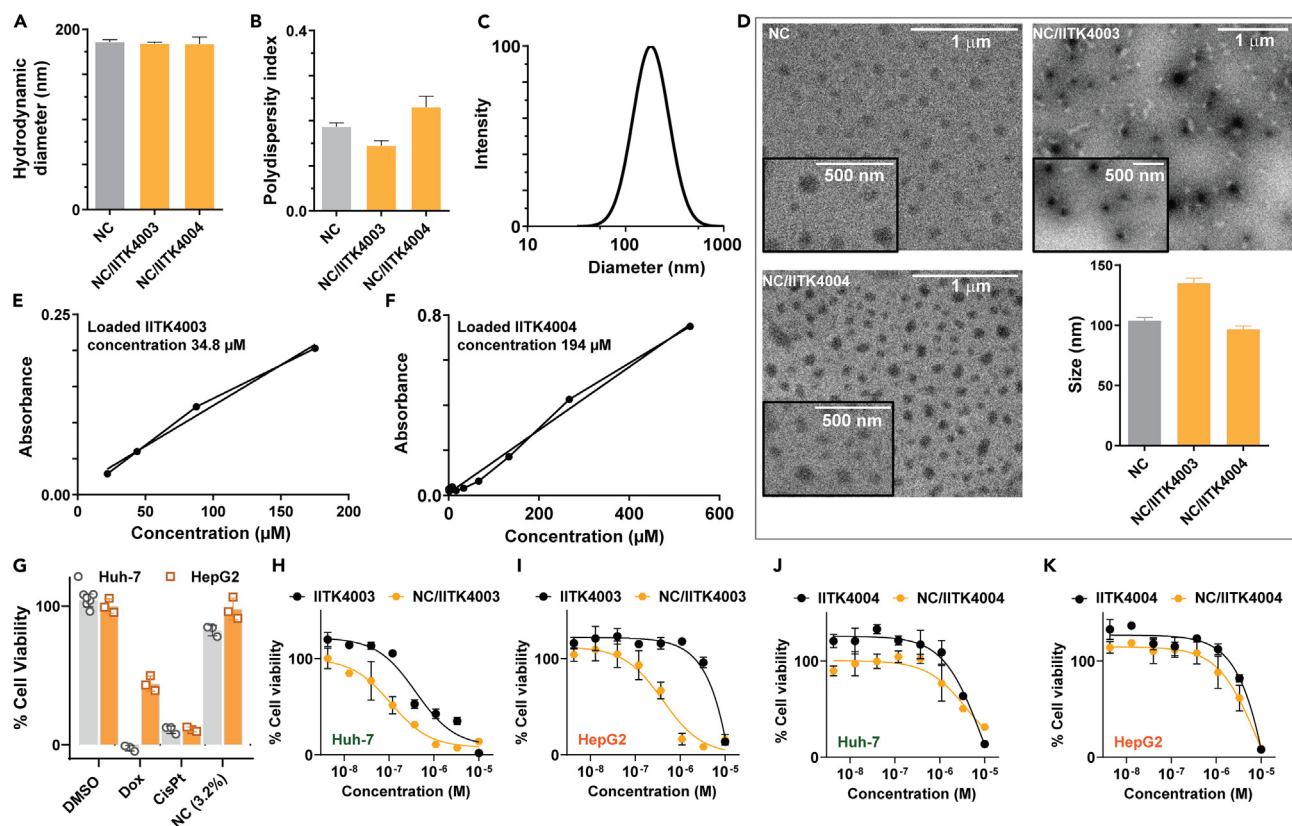 A
Hydrodynamic
diameter (nm)
200
100
0
NC
NC/IITK4003
NC/IITK4004
B
Polydispersity index
0.4
0.2
0.0
NC
NC/IITK4003
NC/IITK4004
C
Intensity
100
50
0
10
100
1000
Diameter (nm)
D
NC
1 μm
500 nm
NC/IITK4003
1 μm
500 nm
NC/IITK4004
1 μm
500 nm
Size (nm)
150
100
50
0
NC
NC/IITK4003
NC/IITK4004
E
Loaded IITK4003
concentration 34.8 μM
Absorbance
0.25
0.00
0
50
100
150
200
Concentration (μM)
F
Loaded IITK4004
concentration 194 μM
Absorbance
0.8
0.0
0
200
400
600
Concentration (μM)
G
Huh-7
HepG2
% Cell Viability
100
0
DMSO
Dox
CisPt
NC (3.2%)
H
IITK4003
NC/IITK4003
% Cell viability
100
0
Huh-7
10-8
10-7
10-6
10-5
Concentration (M)
I
IITK4003
NC/IITK4003
% Cell viability
100
0
HepG2
10-8
10-7
10-6
10-5
Concentration (M)
J
IITK4004
NC/IITK4004
% Cell viability
100
0
Huh-7
10-8
10-7
10-6
10-5
Concentration (M)
K
IITK4004
NC/IITK4004
% Cell viability
100
0
HepG2
10-8
10-7
10-6
10-5
Concentration (M)